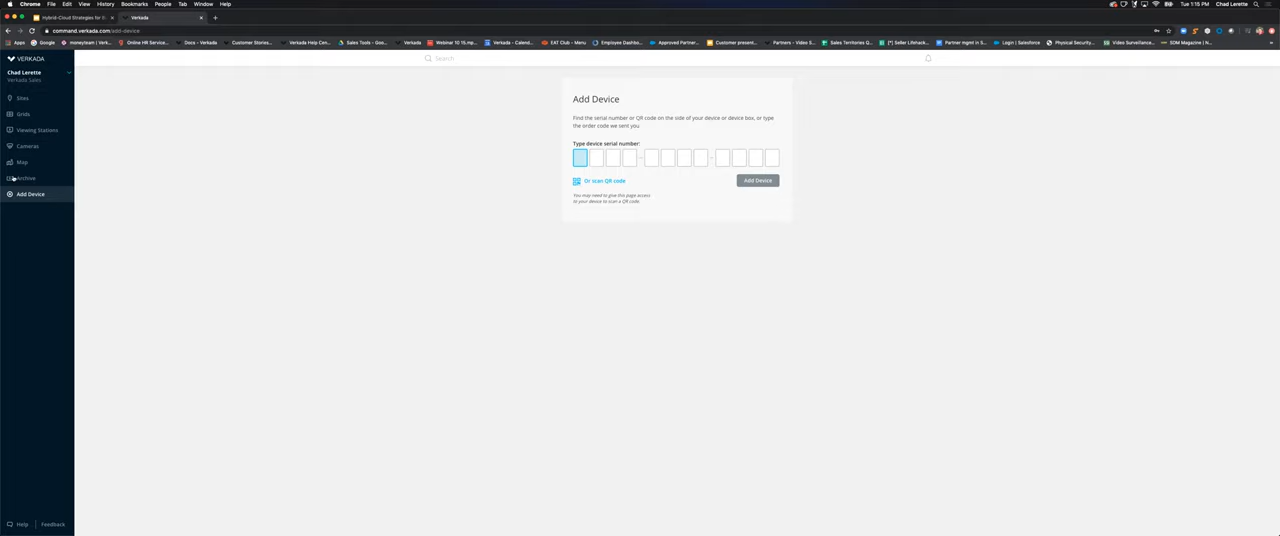 Chrome File Edit View History Bookmarks People Tab Window Help Tue 1:15 PM Chad Lerette
Hybrid-Cloud Strategies for D Verkada
command.verkada.com/add-device
Apps Google moneyteam | Verk... Online HR Service... Docs - Verkada Customer Stories... Verkada Help Cen... Sales Tools - Goo... Verkada Webinar 10 15.mp... Verkada - Calend... EAT Club - Menu Employee Dashbo... Approved Partner... Customer present... Partners - Video S... Sales Territories Q... [*] Seller Lifehack... Partner mgmt in S... Login | Salesforce Physical Security... Video Surveillance... SDM Magazine | N...
VERKADA
Search
Chad Lerette
Verkada Sales
Sites
Grids
Viewing Stations
Cameras
Map
Archive
Add Device
Add Device
Find the serial number or QR code on the side of your device or device box, or type
the order code we sent you
Type device serial number:
Or scan QR code
Add Device
You may need to give this page access
to your device to scan a QR code.
Help Feedback